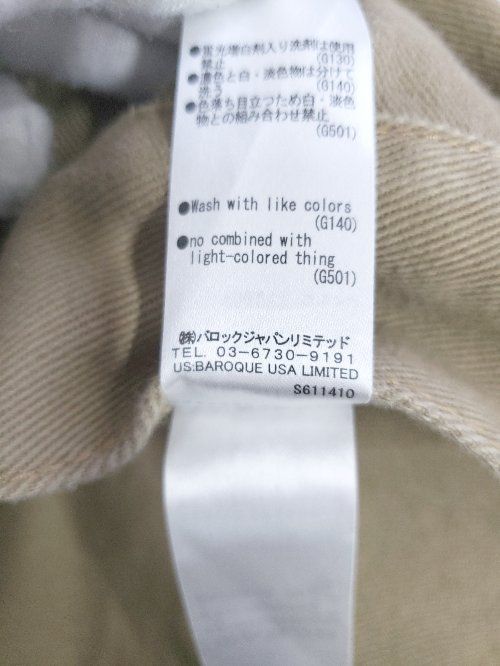 ●蛍光増白剤入り洗剤は使用
禁止 (G130)
●濃色と白・淡色物は分けて
洗う (G140)
●色落ち目立つため白・淡色
物との組み合わせ禁止
(G501)
●Wash with like colors
(G140)
●no combined with
light-colored thing
(G501)
㈱バロックジャパンリミテッド
TEL. 03-6730-9191
US:BAROQUE USA LIMITED
S611410